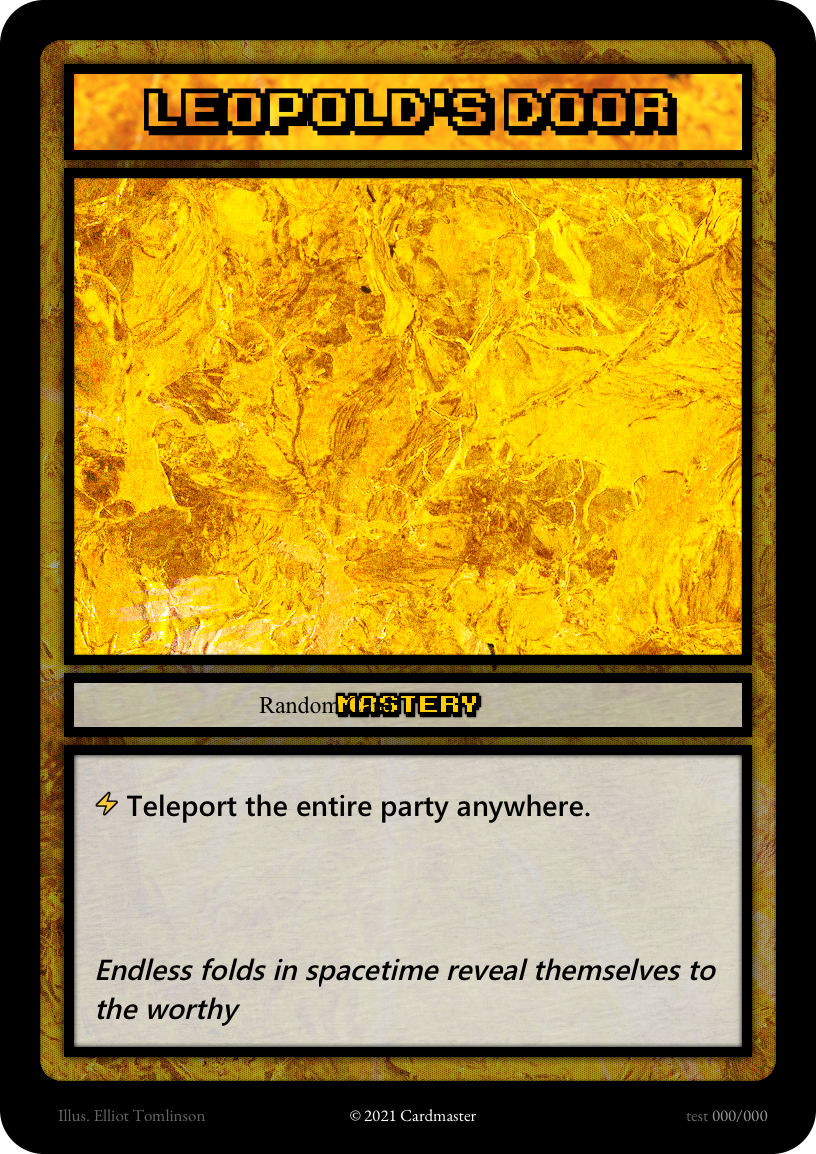 LEOPOLD'S DOOR
Random MASTERY
Teleport the entire party anywhere.
Endless folds in spacetime reveal themselves to
the worthy
Illus. Elliot Tomlinson © 2021 Cardmaster test 000/000